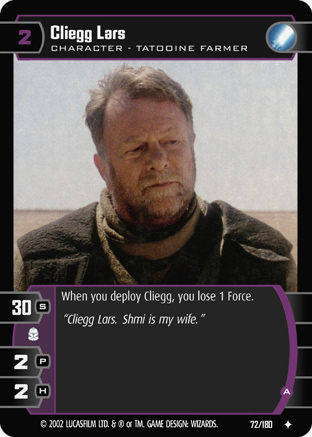 2
Cliegg Lars
CHARACTER - TATOOINE FARMER
30 S
When you deploy Cliegg, you lose 1 Force.
"Cliegg Lars. Shmi is my wife."
2 P
2 H
A
© 2002 LUCASFILM LTD. & ® or TM. GAME DESIGN: WIZARDS. 72/180